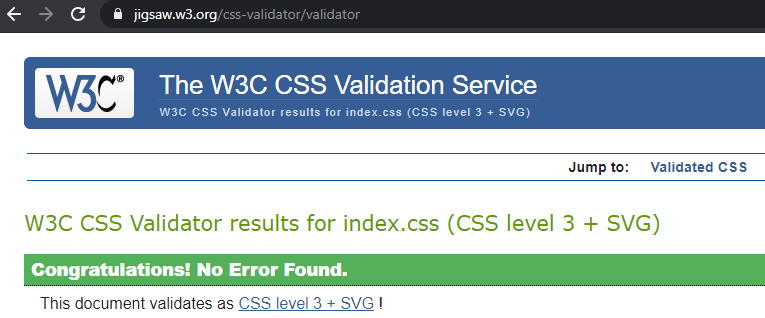 jigsaw.w3.org/css-validator/validator
W3C® The W3C CSS Validation Service
W3C CSS Validator results for index.css (CSS level 3 + SVG)
Jump to: Validated CSS
W3C CSS Validator results for index.css (CSS level 3 + SVG)
Congratulations! No Error Found.
This document validates as CSS level 3 + SVG !